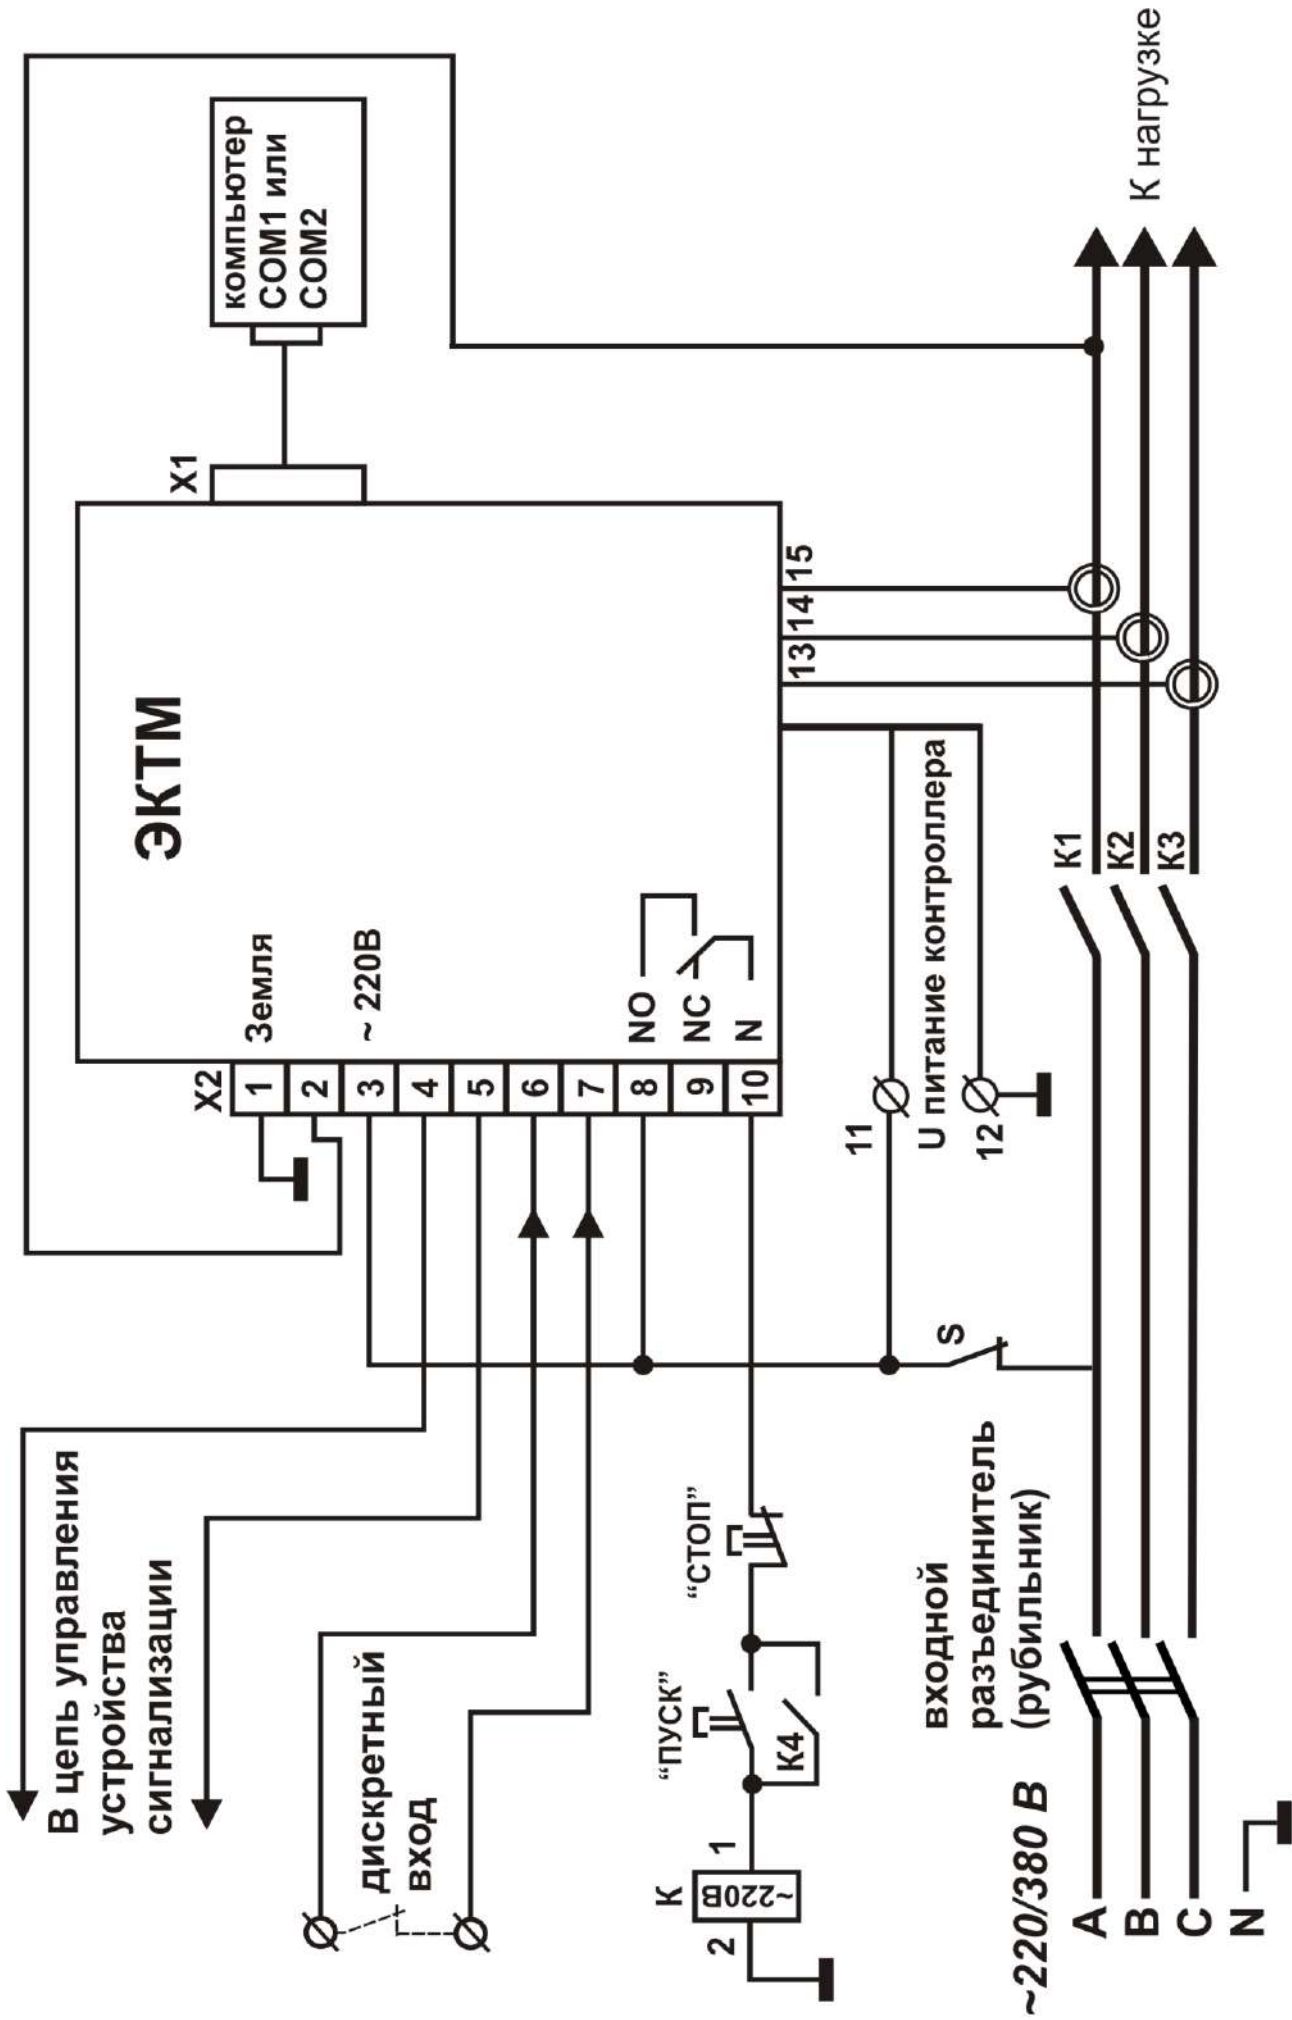 В цепь управления
устройства
сигнализации
дискретный
вход
"ПУСК"
"СТОП"
К
~220В
1
2
К4
X2
1
2
3
4
5
6
7
8
9
10
Земля
~ 220В
NO
NC
N
ЭКТМ
X1
компьютер
COM1 или
COM2
13
14
15
11
12
U питание контроллера
S
входной
разъединитель
(рубильник)
~220/380 В
A
B
C
N
К1
К2
К3
К нагрузке